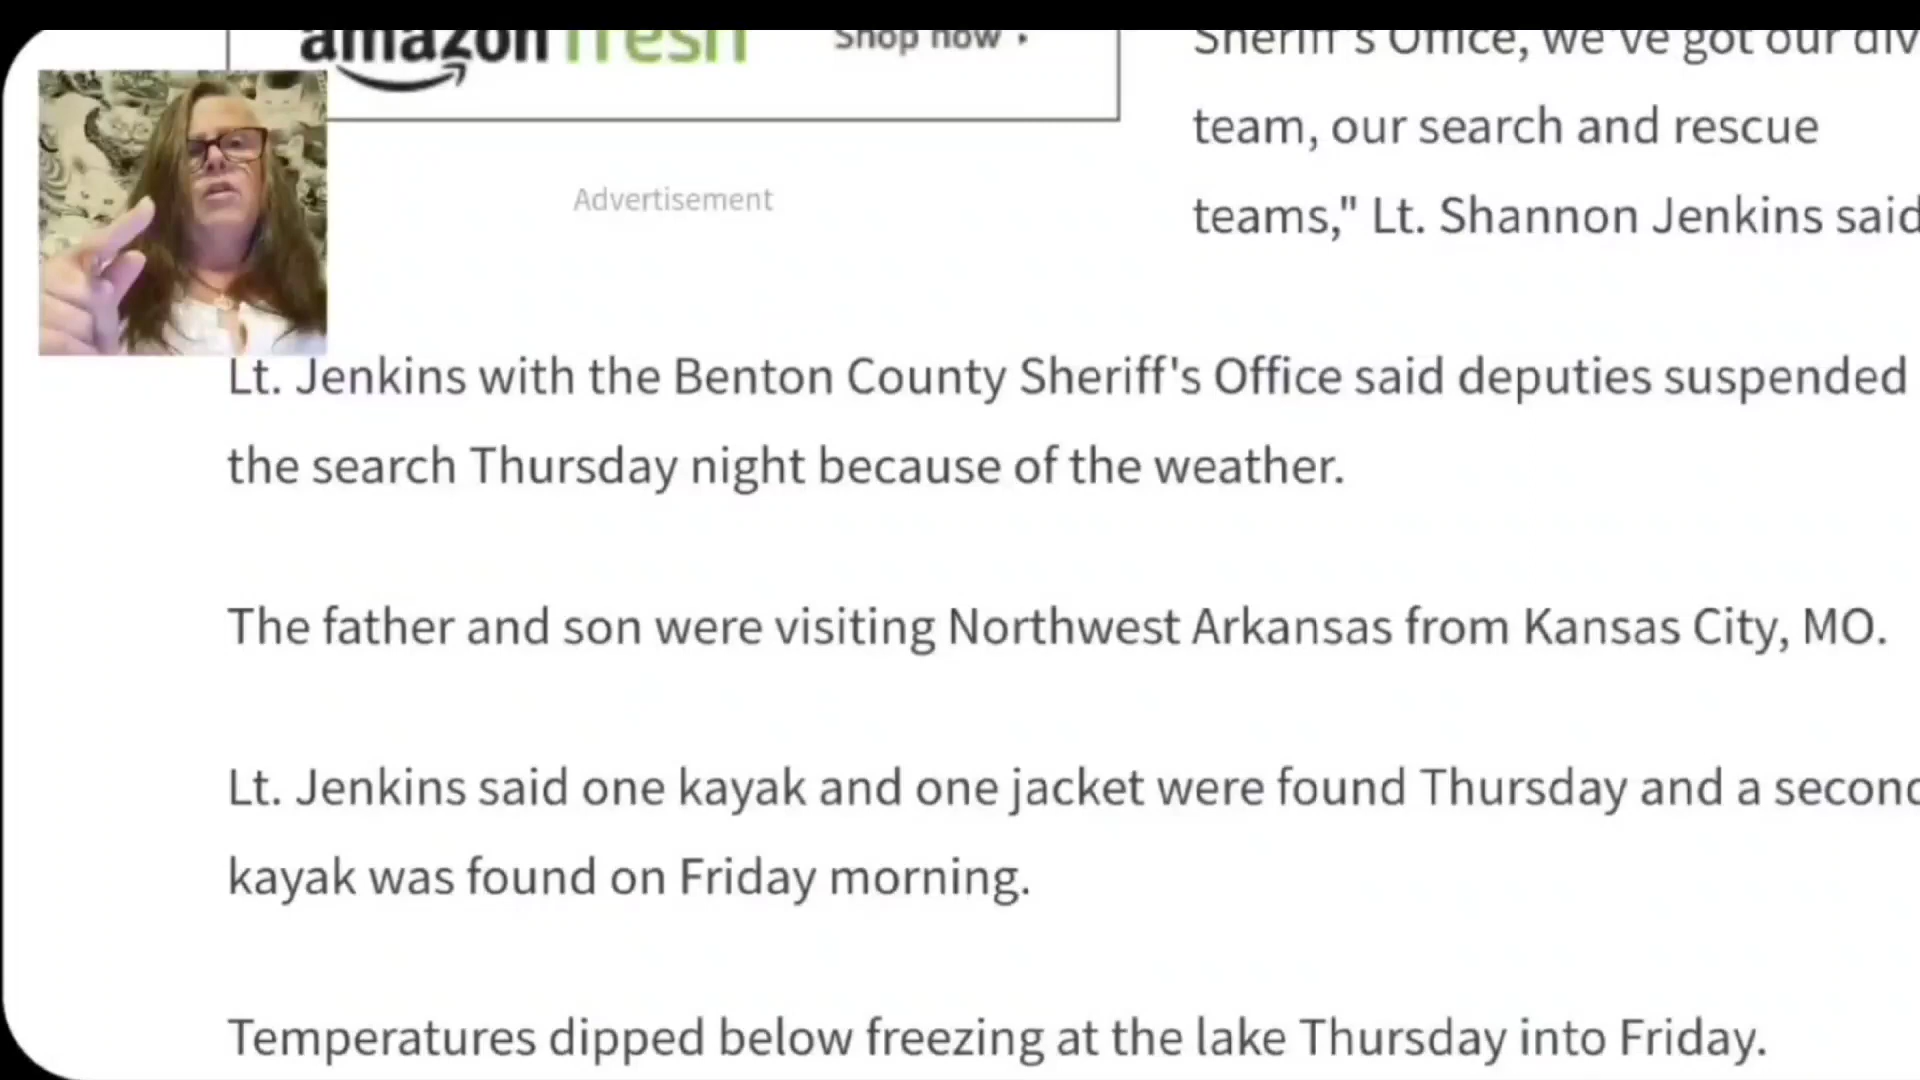 amazon fresh
Shop now
Advertisement
Sheriff's Office, we've got our div
team, our search and rescue
teams," Lt. Shannon Jenkins said
Lt. Jenkins with the Benton County Sheriff's Office said deputies suspended
the search Thursday night because of the weather.
The father and son were visiting Northwest Arkansas from Kansas City, MO.
Lt. Jenkins said one kayak and one jacket were found Thursday and a second
kayak was found on Friday morning.
Temperatures dipped below freezing at the lake Thursday into Friday.